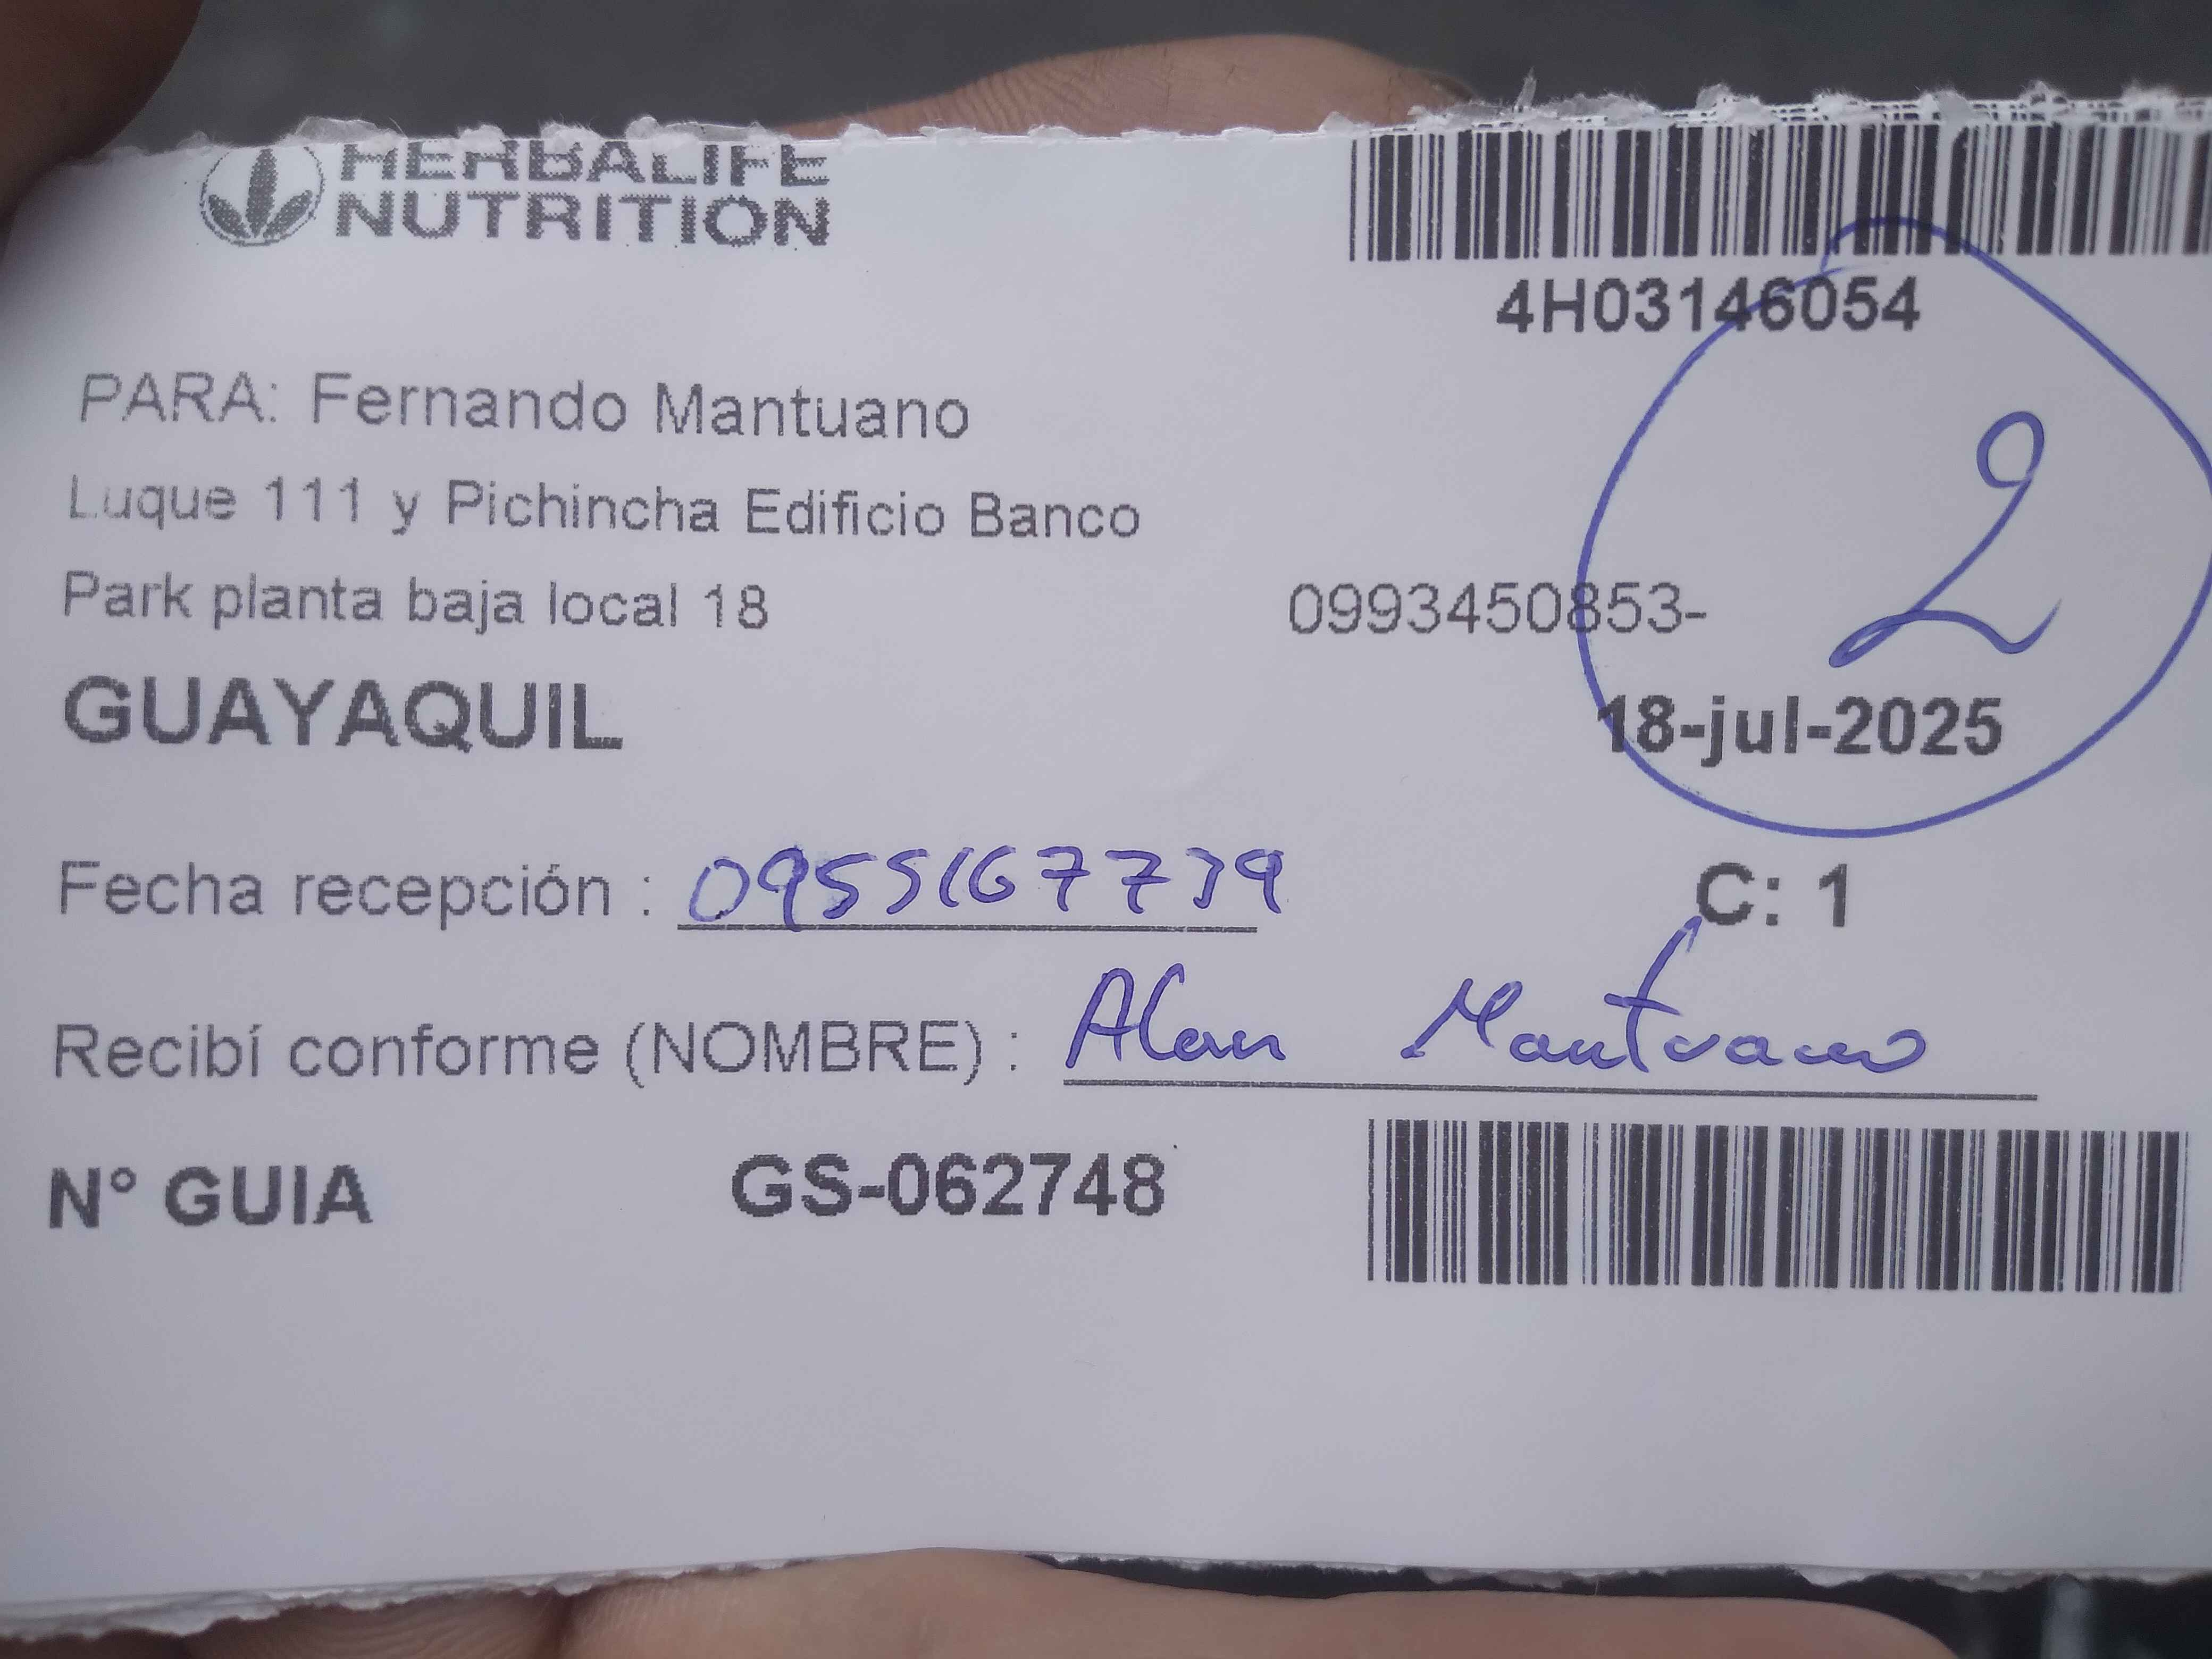 HERBALIFE
NUTRITION
4H03146054
PARA: Fernando Mantuano
Luque 111 y Pichincha Edificio Banco
Park planta baja local 18
0993450853-
2
GUAYAQUIL
18-jul-2025
Fecha recepción : 0955167739
C: 1
Recibí conforme (NOMBRE) : Alan Mantuano
N° GUIA GS-062748